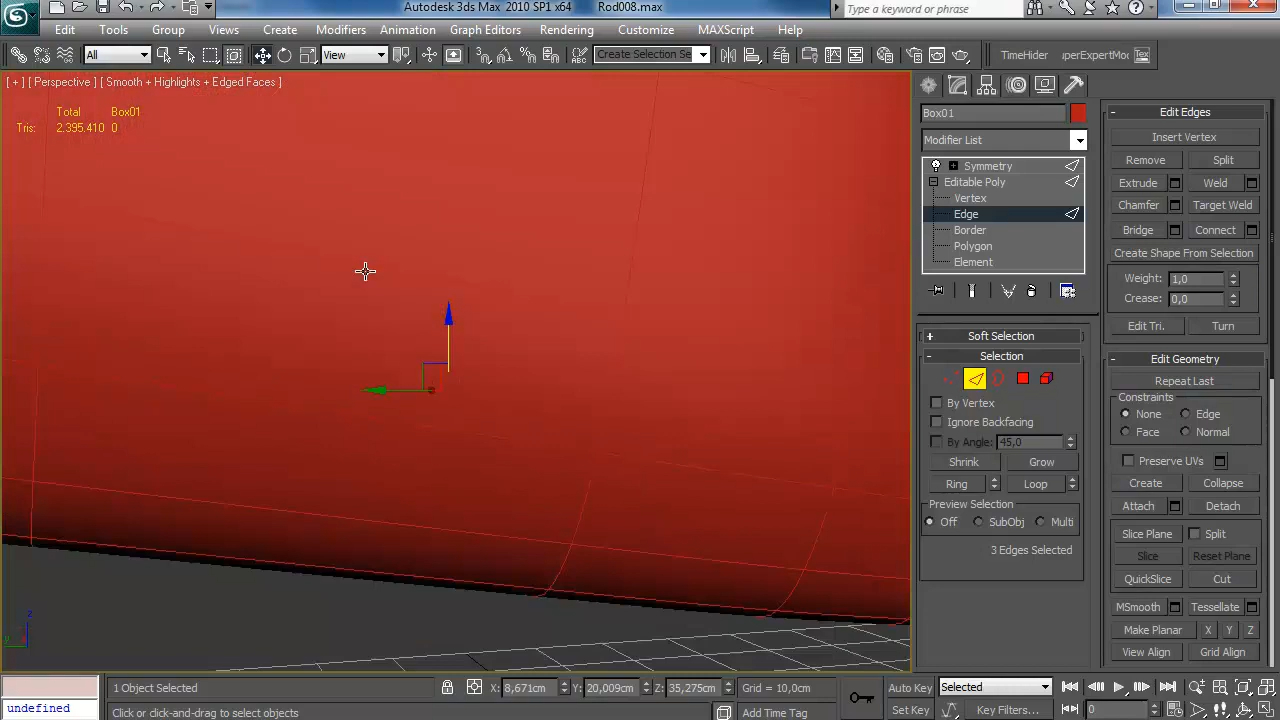 Autodesk 3ds Max 2010 SP1 x64 Rod008.max
Type a keyword or phrase
Edit Tools Group Views Create Modifiers Animation Graph Editors Rendering Customize MAXScript Help
All View Create Selection Se TimeHider uperExpertMod Tex
[ + ] [ Perspective ] [ Smooth + Highlights + Edged Faces ]
Total Box01
Tris: 2.395.410 0
Box01
Modifier List
Symmetry
Editable Poly
Vertex
Edge
Border
Polygon
Element
Soft Selection
Selection
By Vertex
Ignore Backfacing
By Angle: 45,0
Shrink Grow
Ring Loop
Preview Selection
Off SubObj Multi
3 Edges Selected
Edit Edges
Insert Vertex
Remove Split
Extrude Weld
Chamfer Target Weld
Bridge Connect
Create Shape From Selection
Weight: 1,0
Crease: 0,0
Edit Tri. Turn
Edit Geometry
Repeat Last
Constraints
None Edge
Face Normal
Preserve UVs
Create Collapse
Attach Detach
Slice Plane Split
Slice Reset Plane
QuickSlice Cut
MSmooth Tessellate
Make Planar X Y Z
View Align Grid Align
z
y
1 Object Selected X: 8,671cm Y: 20,009cm Z: 35,275cm Grid = 10,0cm Auto Key Selected
undefined Click or click-and-drag to select objects Add Time Tag Set Key Key Filters... 0